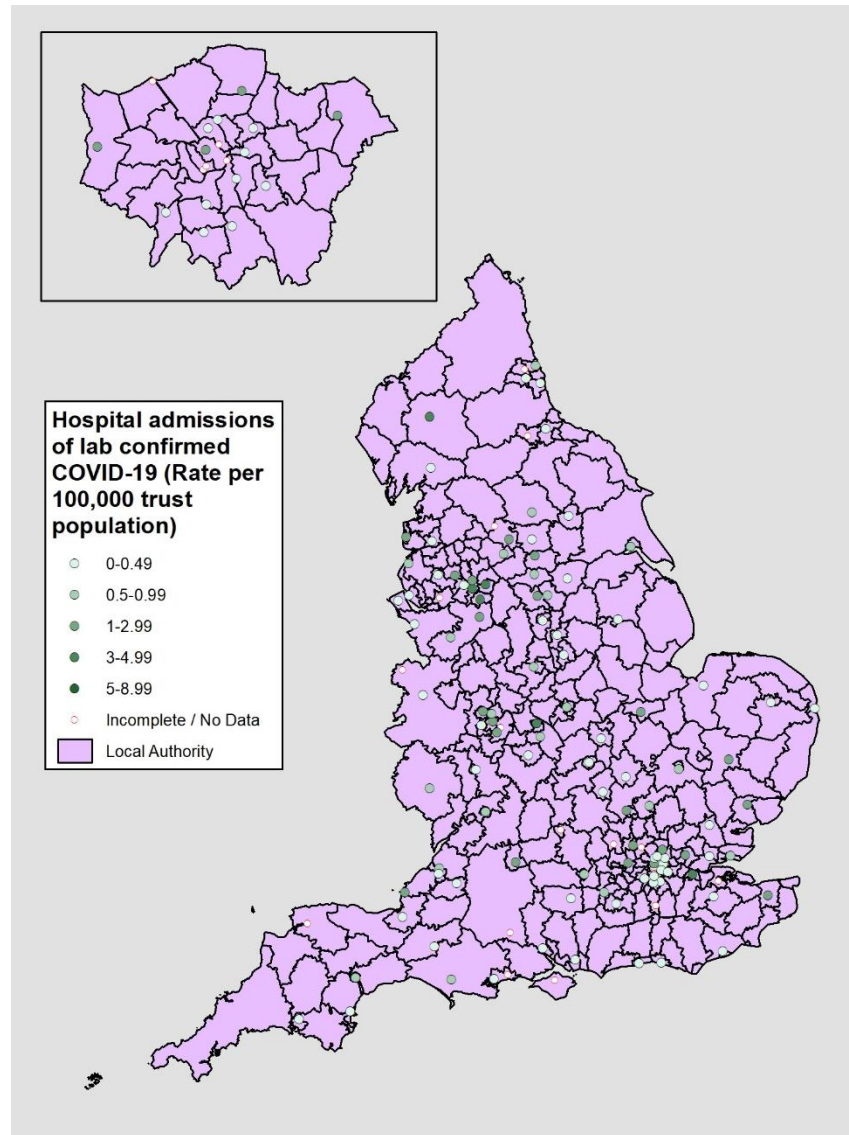 Hospital admissions
of lab confirmed
COVID-19 (Rate per
100,000 trust
population)
0-0.49
0.5-0.99
1-2.99
3-4.99
5-8.99
Incomplete / No Data
Local Authority